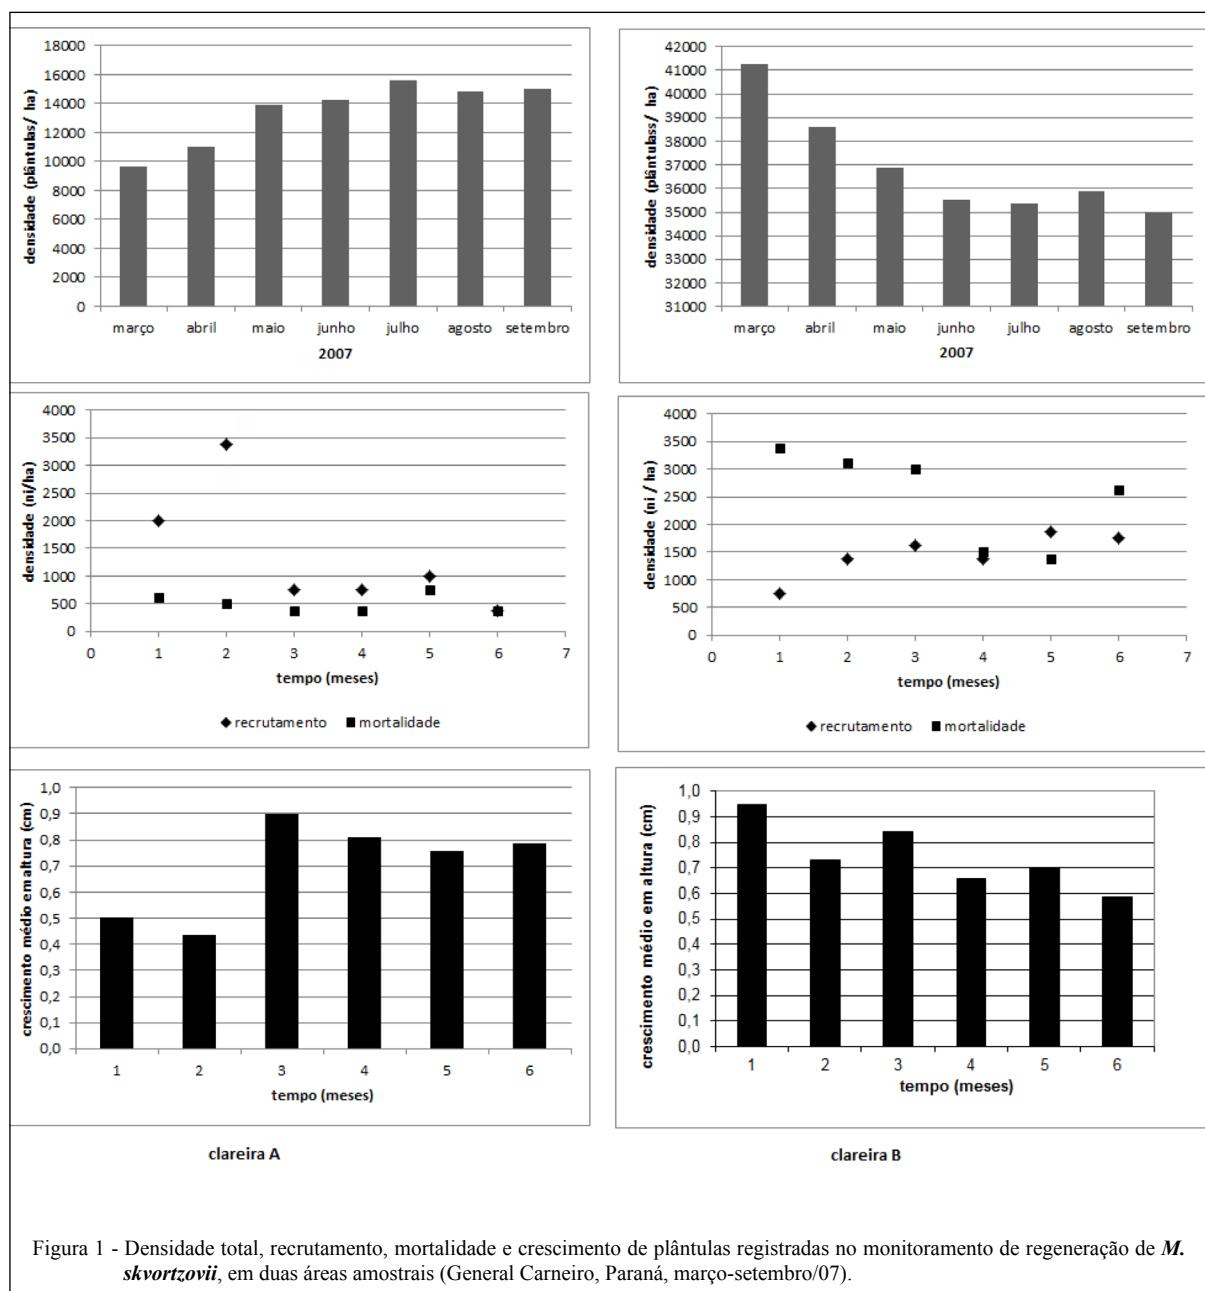 18000
16000
14000
12000
10000
8000
6000
4000
2000
0
densidade (plântulas/ ha)
março abril maio junho julho agosto setembro
2007
42000
41000
40000
39000
38000
37000
36000
35000
34000
33000
32000
31000
densidade (plântulass/ ha)
março abril maio junho julho agosto setembro
2007
4000
3500
3000
2500
2000
1500
1000
500
0
densidade (ni/ha)
0 1 2 3 4 5 6 7
tempo (meses)
recrutamento mortalidade
4000
3500
3000
2500
2000
1500
1000
500
0
densidade (ni / ha)
0 1 2 3 4 5 6 7
tempo (meses)
recrutamento mortalidade
1,0
0,9
0,8
0,7
0,6
0,5
0,4
0,3
0,2
0,1
0,0
crescimento médio em altura (cm)
1 2 3 4 5 6
tempo (meses)
1,0
0,9
0,8
0,7
0,6
0,5
0,4
0,3
0,2
0,1
0,0
crescimento médio em altura (cm)
1 2 3 4 5 6
tempo (meses)
clareira A
clareira B
Figura 1 - Densidade total, recrutamento, mortalidade e crescimento de plântulas registradas no monitoramento de regeneração de M.
skvortzovii, em duas áreas amostrais (General Carneiro, Paraná, março-setembro/07).